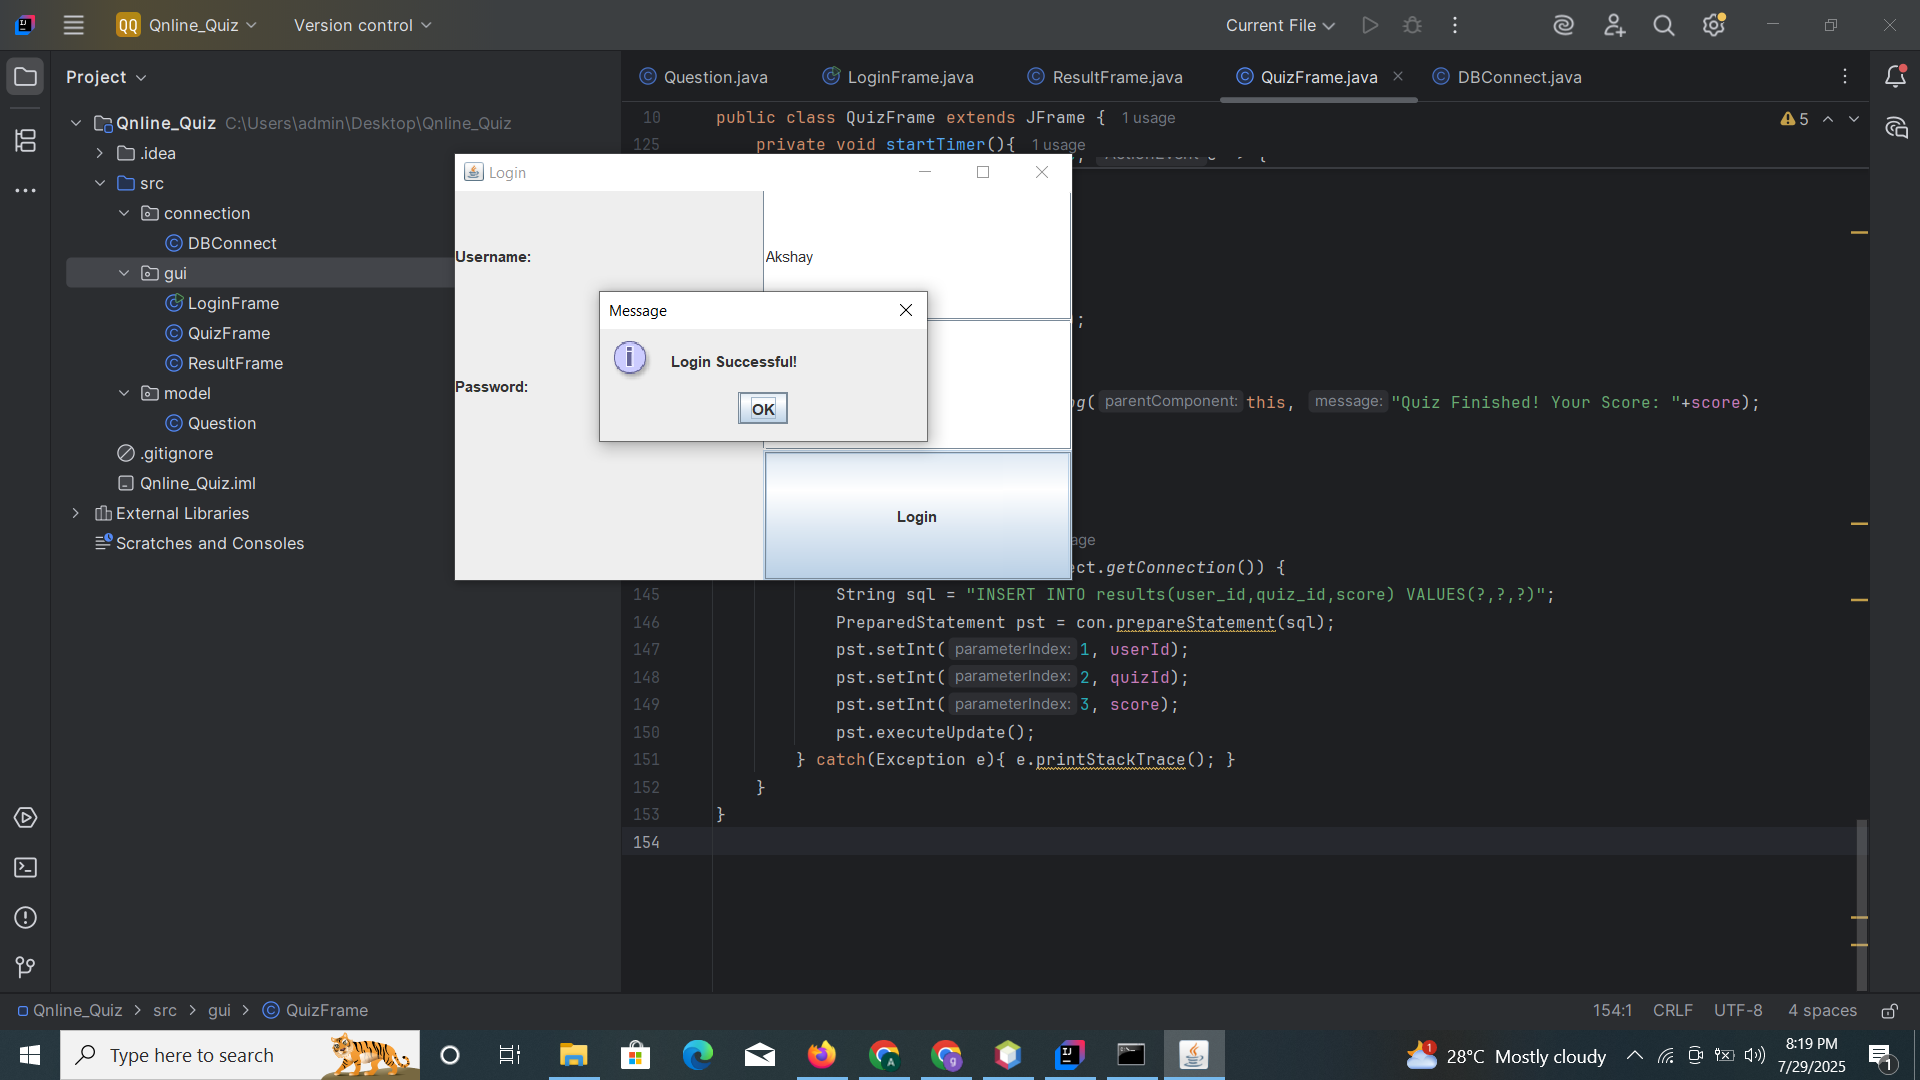 QQ Qnline_Quiz Version control Current File
Project
Question.java LoginFrame.java ResultFrame.java QuizFrame.java DBConnect.java
Qnline_Quiz C:\Users\admin\Desktop\Qnline_Quiz
.idea
src
connection
DBConnect
gui
LoginFrame
QuizFrame
ResultFrame
model
Question
.gitignore
Qnline_Quiz.iml
External Libraries
Scratches and Consoles
10 public class QuizFrame extends JFrame { 1 usage
5
125 private void startTimer(){ 1 usage
Login
Username:
Akshay
Password:
Login
Message
Login Successful!
OK
);
parentComponent: this, message: "Quiz Finished! Your Score: "+score);
.getConnection()) {
145 String sql = "INSERT INTO results(user_id,quiz_id,score) VALUES(?,?,?)";
146 PreparedStatement pst = con.prepareStatement(sql);
147 pst.setInt( parameterIndex: 1, userId);
148 pst.setInt( parameterIndex: 2, quizId);
149 pst.setInt( parameterIndex: 3, score);
150 pst.executeUpdate();
151 } catch(Exception e){ e.printStackTrace(); }
152 }
153 }
154
Qnline_Quiz > src > gui > QuizFrame
154:1 CRLF UTF-8 4 spaces
Type here to search
1 28°C Mostly cloudy
8:19 PM
7/29/2025
1